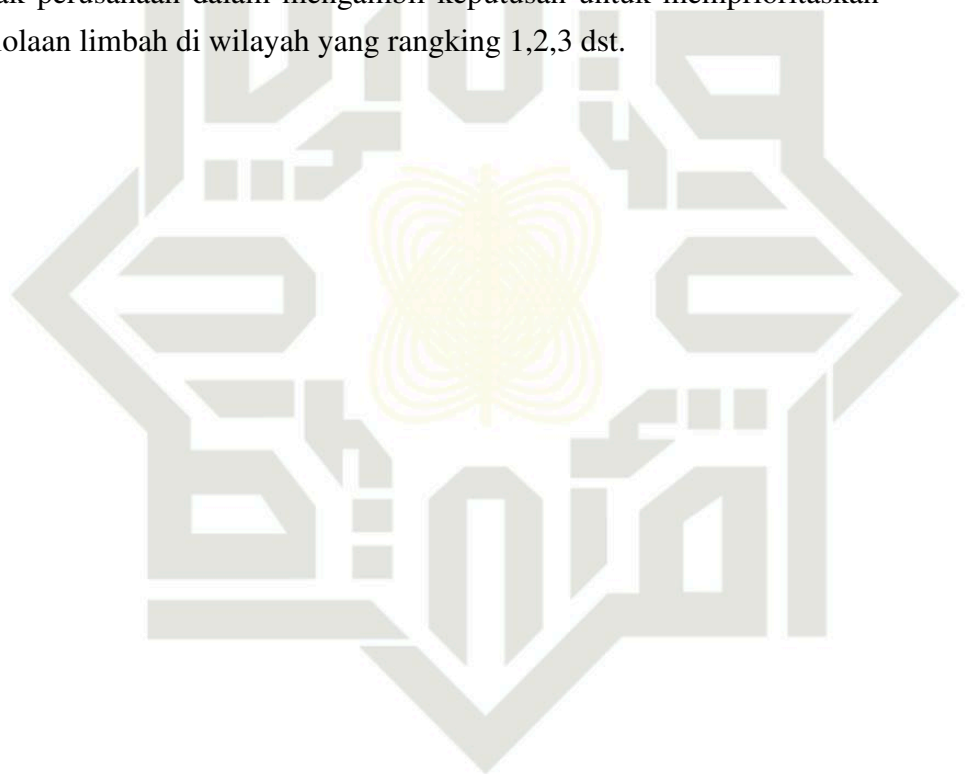 ak perusahaan dalam mengambil keputusan untuk memprioritaskan
olaan limbah di wilayah yang rangking 1,2,3 dst.